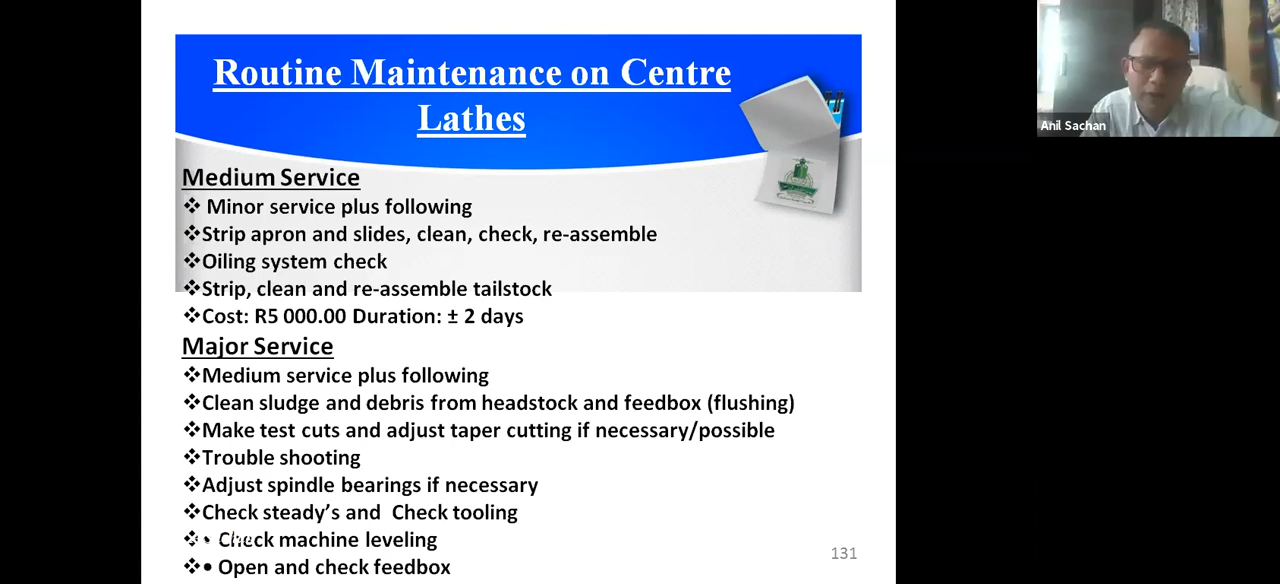 Routine Maintenance on Centre
Lathes
Medium Service
❖ Minor service plus following
❖Strip apron and slides, clean, check, re-assemble
❖Oiling system check
❖Strip, clean and re-assemble tailstock
❖Cost: R5 000.00 Duration: ± 2 days
Major Service
❖Medium service plus following
❖Clean sludge and debris from headstock and feedbox (flushing)
❖Make test cuts and adjust taper cutting if necessary/possible
❖Trouble shooting
❖Adjust spindle bearings if necessary
❖Check steady's and  Check tooling
❖• Check machine leveling
❖• Open and check feedbox
131
Anil Sachan